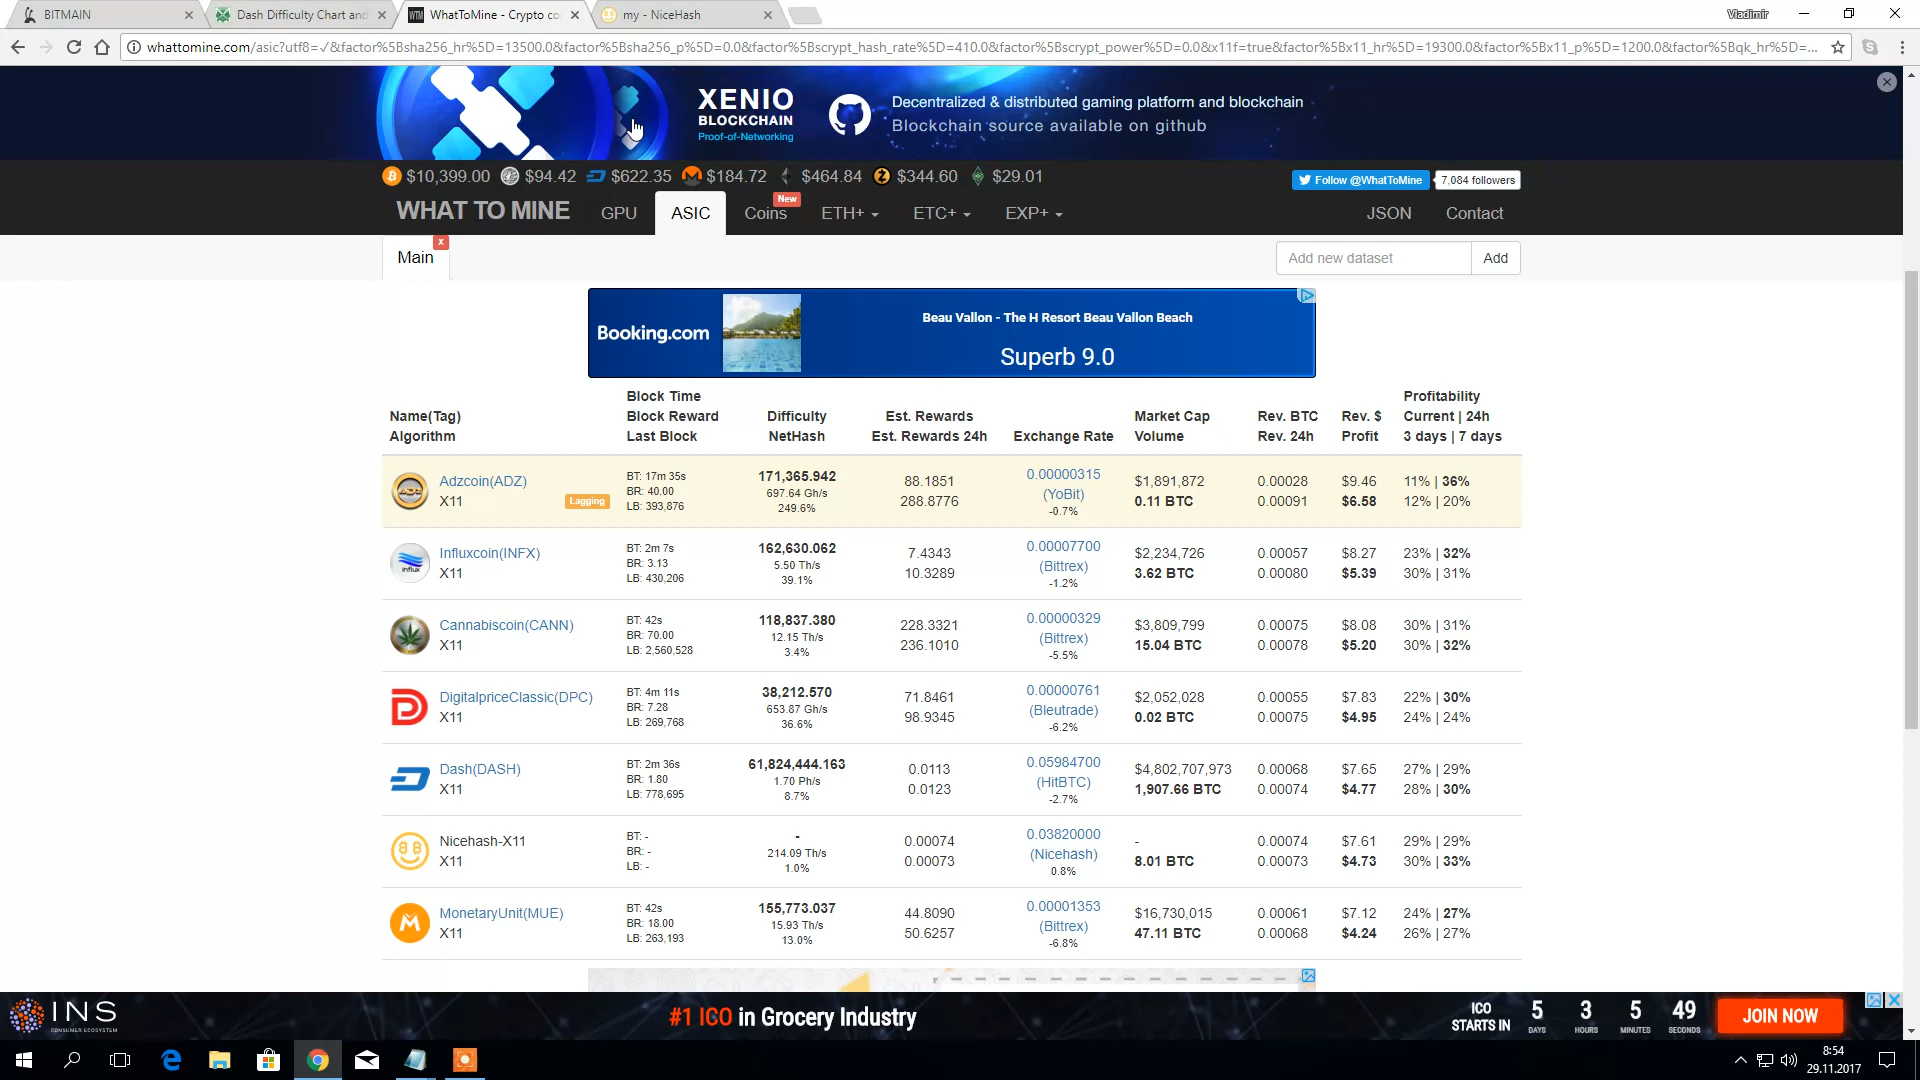 BITMAIN
Dash Difficulty Chart and
WhatToMine - Crypto co
my - NiceHash
Vladimir
whattomine.com/asic?utf8=✓&factor%5Bsha256_hr%5D=13500.0&factor%5Bsha256_p%5D=0.0&factor%5Bscrypt_hash_rate%5D=410.0&factor%5Bscrypt_power%5D=0.0&x11f=true&factor%5Bx11_hr%5D=19300.0&factor%5Bx11_p%5D=1200.0&factor%5Bqk_hr%5D=...
XENIO
BLOCKCHAIN
Proof-of-Networking
Decentralized & distributed gaming platform and blockchain
Blockchain source available on github
$10,399.00 $94.42 $622.35 $184.72 $464.84 $344.60 $29.01
Follow @WhatToMine 7,084 followers
WHAT TO MINE GPU ASIC Coins New ETH+ ETC+ EXP+ JSON Contact
Main x
Add new dataset Add
Booking.com
Beau Vallon - The H Resort Beau Vallon Beach
Superb 9.0
Name(Tag)
Algorithm
Block Time
Block Reward
Last Block
Difficulty
NetHash
Est. Rewards
Est. Rewards 24h
Exchange Rate
Market Cap
Volume
Rev. BTC
Rev. 24h
Rev. $
Profit
Profitability
Current | 24h
3 days | 7 days
Adzcoin(ADZ)
X11
Lagging
BT: 17m 35s
BR: 40.00
LB: 393,876
171,365.942
697.64 Gh/s
249.6%
88.1851
288.8776
0.00000315
(YoBit)
-0.7%
$1,891,872
0.11 BTC
0.00028
0.00091
$9.46
$6.58
11% | 36%
12% | 20%
Influxcoin(INFX)
X11
influx
BT: 2m 7s
BR: 3.13
LB: 430,206
162,630.062
5.50 Th/s
39.1%
7.4343
10.3289
0.00007700
(Bittrex)
-1.2%
$2,234,726
3.62 BTC
0.00057
0.00080
$8.27
$5.39
23% | 32%
30% | 31%
Cannabiscoin(CANN)
X11
BT: 42s
BR: 70.00
LB: 2,560,528
118,837.380
12.15 Th/s
3.4%
228.3321
236.1010
0.00000329
(Bittrex)
-5.5%
$3,809,799
15.04 BTC
0.00075
0.00078
$8.08
$5.20
30% | 31%
30% | 32%
DigitalpriceClassic(DPC)
X11
BT: 4m 11s
BR: 7.28
LB: 269,768
38,212.570
653.87 Gh/s
36.6%
71.8461
98.9345
0.00000761
(Bleutrade)
-6.2%
$2,052,028
0.02 BTC
0.00055
0.00075
$7.83
$4.95
22% | 30%
24% | 24%
Dash(DASH)
X11
BT: 2m 36s
BR: 1.80
LB: 778,695
61,824,444.163
1.70 Ph/s
8.7%
0.0113
0.0123
0.05984700
(HitBTC)
-2.7%
$4,802,707,973
1,907.66 BTC
0.00068
0.00074
$7.65
$4.77
27% | 29%
28% | 30%
Nicehash-X11
X11
BT: -
BR: -
LB: -
-
214.09 Th/s
1.0%
0.00074
0.00073
0.03820000
(Nicehash)
0.8%
-
8.01 BTC
0.00074
0.00073
$7.61
$4.73
29% | 29%
30% | 33%
MonetaryUnit(MUE)
X11
BT: 42s
BR: 18.00
LB: 263,193
155,773.037
15.93 Th/s
13.0%
44.8090
50.6257
0.00001353
(Bittrex)
-6.8%
$16,730,015
47.11 BTC
0.00061
0.00068
$7.12
$4.24
24% | 27%
26% | 27%
INS
CONSUMER ECOSYSTEM
#1 ICO in Grocery Industry
ICO
STARTS IN
5 3 5 49
DAYS HOURS MINUTES SECONDS
JOIN NOW
8:54
29.11.2017